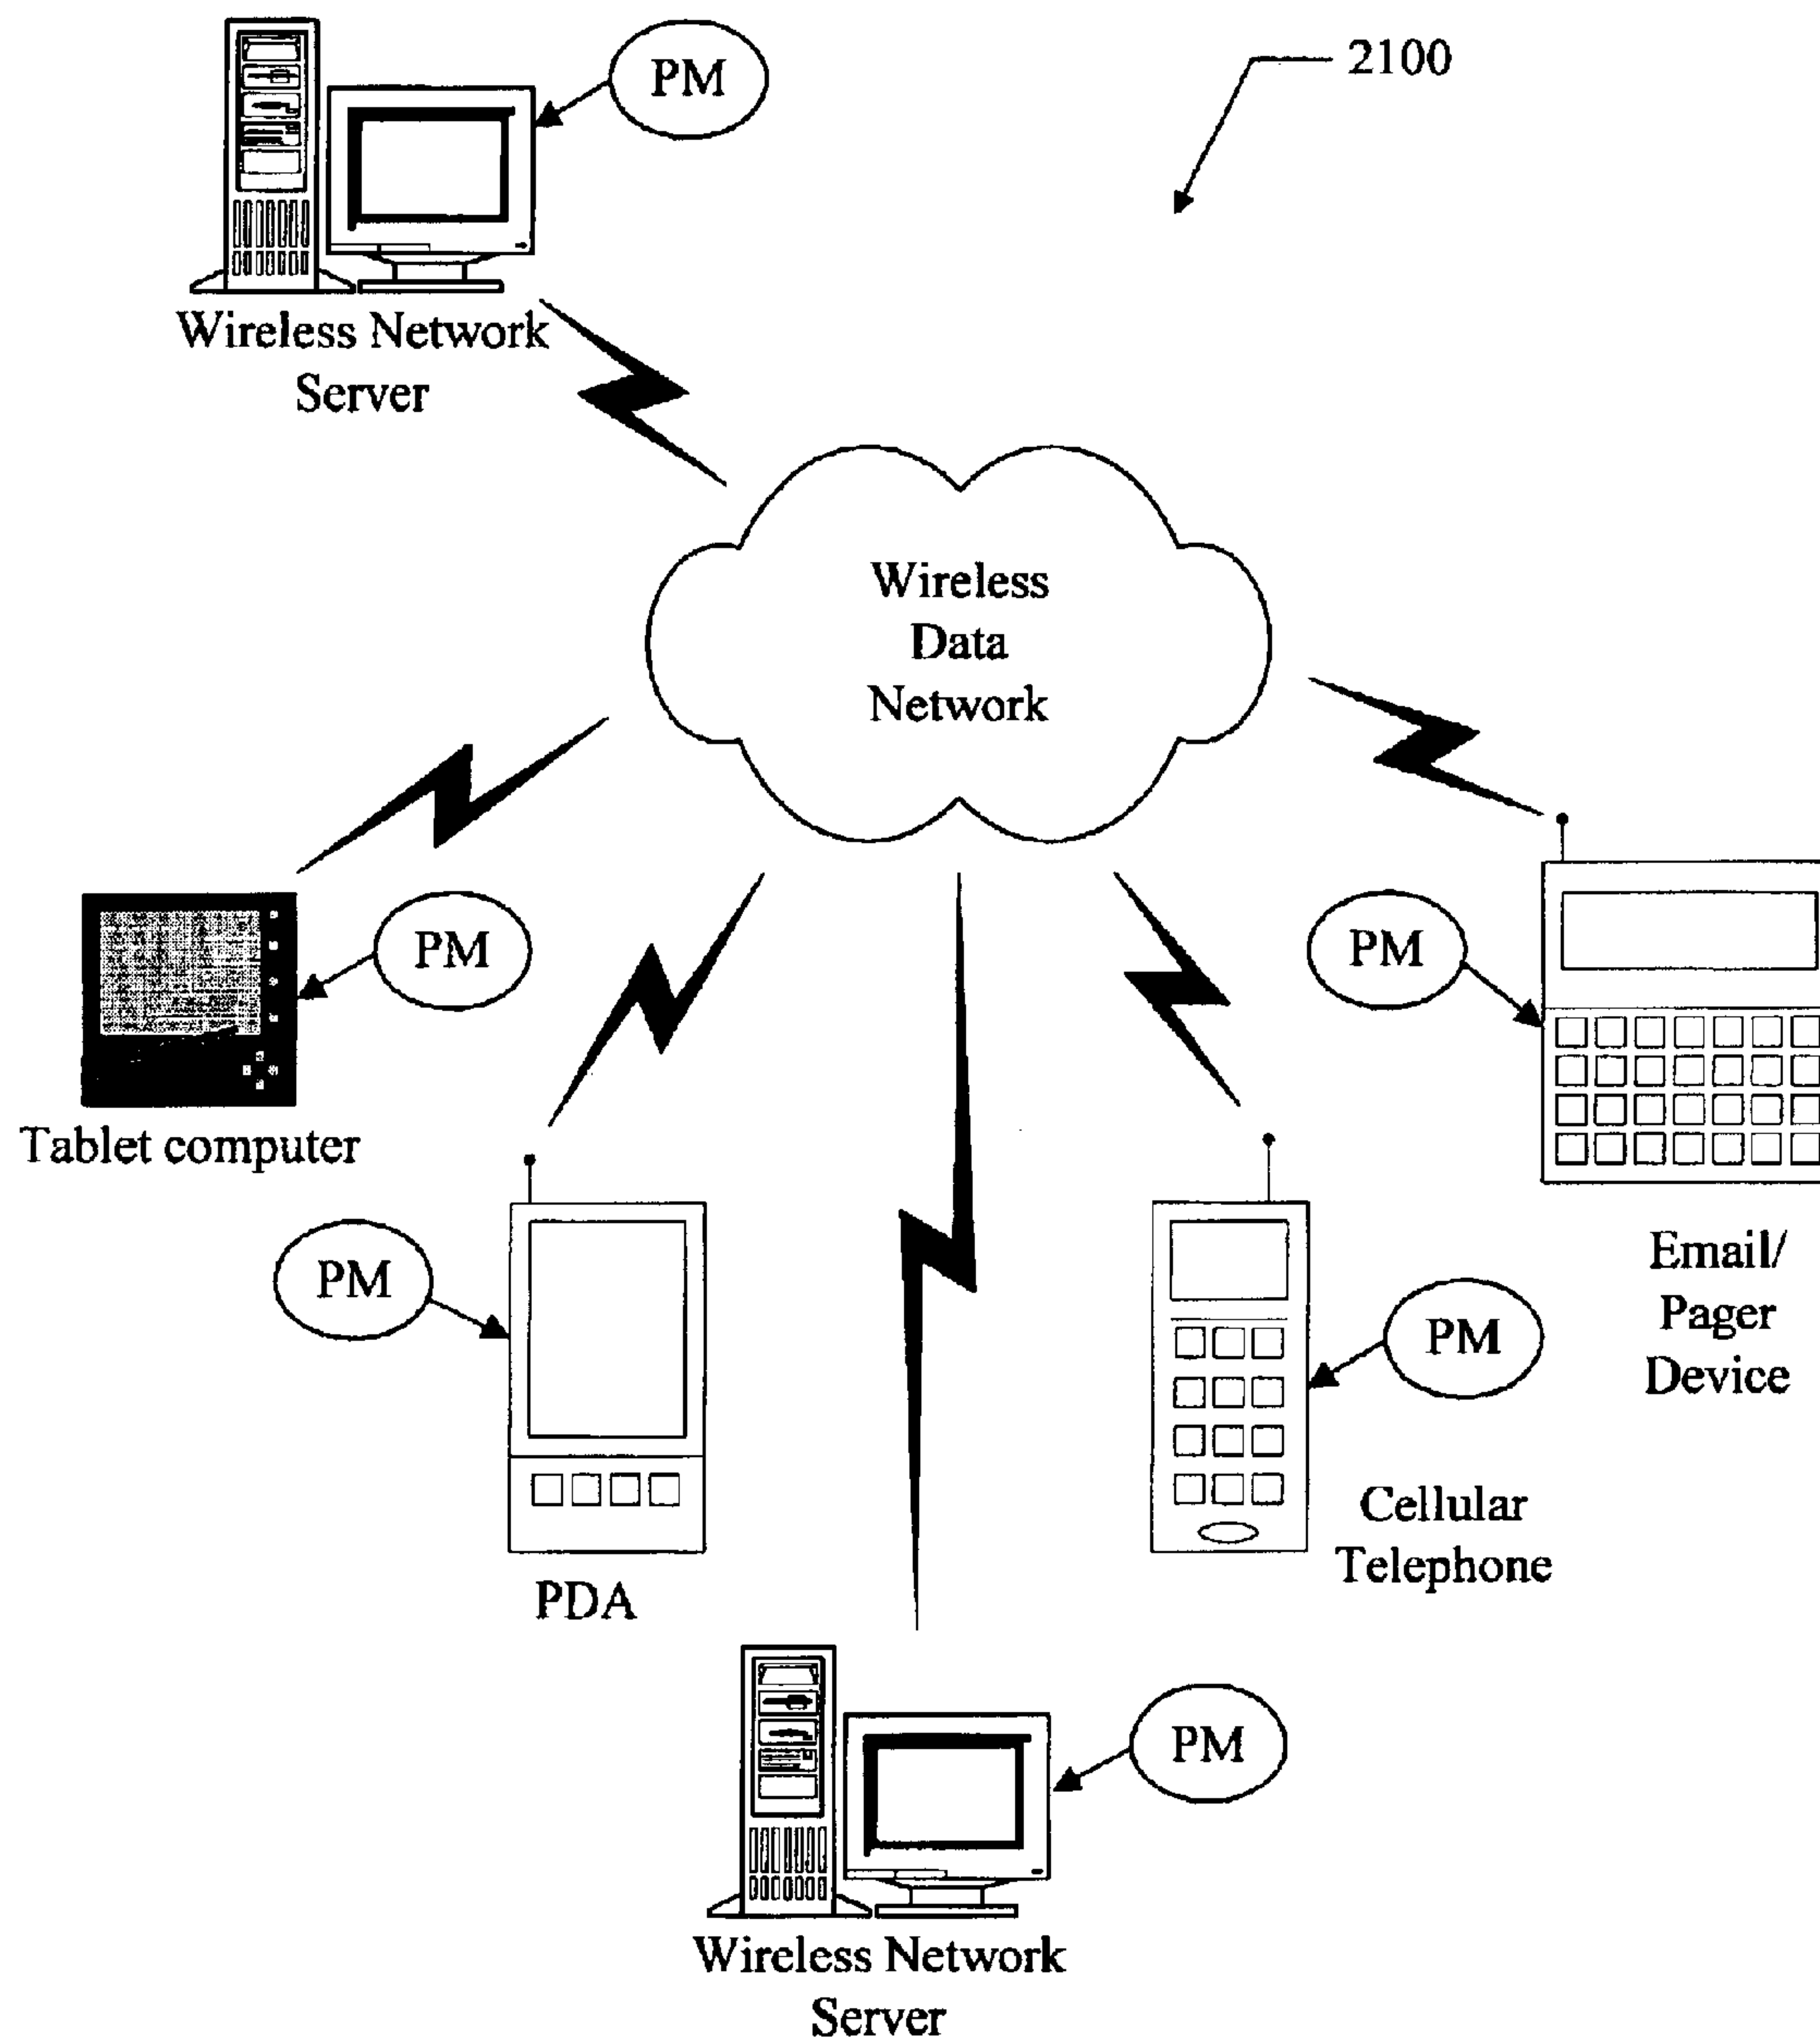 PM
2100
Wireless Network
Server
Wireless
Data
Network
PM
PM
Tablet computer
PM
Email/
Pager
Device
PM
Cellular
Telephone
PDA
PM
Wireless Network
Server